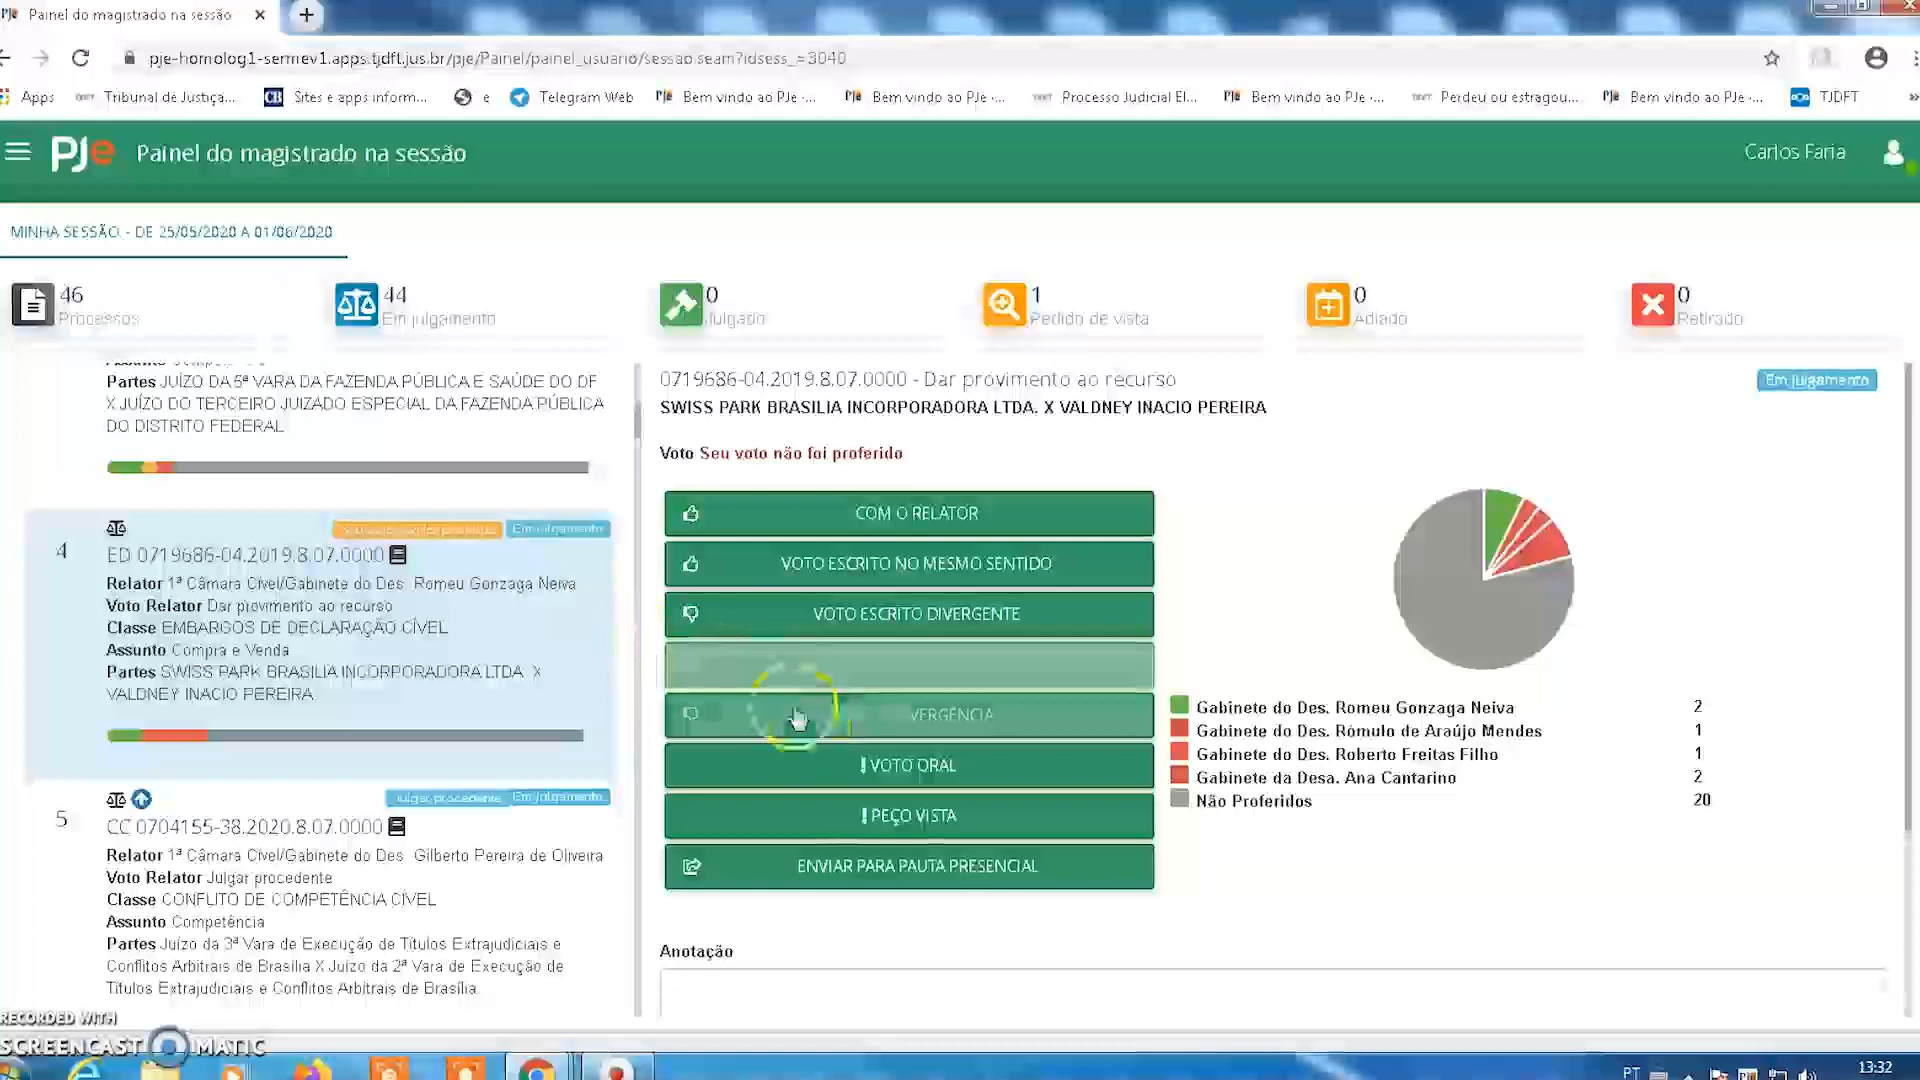 Painel do magistrado na sessão
pje-homolog1-sermev1.apps.tjdft.jus.br/pje/Painel/painel_usuario/sessao.seam?idsess_=3040
Apps Tribunal de Justiça... Sites e apps inform... e Telegram Web Bem vindo ao PJe -... Bem vindo ao PJe -... Processo Judicial El... Bem vindo ao PJe -... Perdeu ou estragou... Bem vindo ao PJe -... TJDFT
PJe Painel do magistrado na sessão Carlos Faria
MINHA SESSÃO. - DE 25/05/2020 A 01/06/2020
46 Processos
44 Em julgamento
0 Julgado
1 Pedido de vista
0 Adiado
0 Retirado
Partes JUÍZO DA 5ª VARA DA FAZENDA PÚBLICA E SAÚDE DO DF
X JUÍZO DO TERCEIRO JUIZADO ESPECIAL DA FAZENDA PÚBLICA
DO DISTRITO FEDERAL
Em julgamento
4
ED 0719686-04.2019.8.07.0000
Relator 1ª Câmara Cível/Gabinete do Des Romeu Gonzaga Neiva
Voto Relator Dar provimento ao recurso
Classe EMBARGOS DE DECLARAÇÃO CÍVEL
Assunto Compra e Venda
Partes SWISS PARK BRASILIA INCORPORADORA LTDA X
VALDNEY INACIO PEREIRA
Julgar procedente Em julgamento
5
CC 0704155-38.2020.8.07.0000
Relator 1ª Câmara Cível/Gabinete do Des Gilberto Pereira de Oliveira
Voto Relator Julgar procedente
Classe CONFLITO DE COMPETÊNCIA CÍVEL
Assunto Competência
Partes Juízo da 3ª Vara de Execução de Títulos Extrajudiciais e
Conflitos Arbitrais de Brasília X Juízo da 2ª Vara de Execução de
Títulos Extrajudiciais e Conflitos Arbitrais de Brasília.
0719686-04.2019.8.07.0000 - Dar provimento ao recurso
Em julgamento
SWISS PARK BRASILIA INCORPORADORA LTDA. X VALDNEY INACIO PEREIRA
Voto Seu voto não foi proferido
COM O RELATOR
VOTO ESCRITO NO MESMO SENTIDO
VOTO ESCRITO DIVERGENTE
VERGÊNCIA
! VOTO ORAL
! PEÇO VISTA
ENVIAR PARA PAUTA PRESENCIAL
Gabinete do Des. Romeu Gonzaga Neiva 2
Gabinete do Des. Rômulo de Araújo Mendes 1
Gabinete do Des. Roberto Freitas Filho 1
Gabinete da Desa. Ana Cantarino 2
Não Proferidos 20
Anotação
RECORDED WITH
SCREENCAST MATIC
PT
13:32